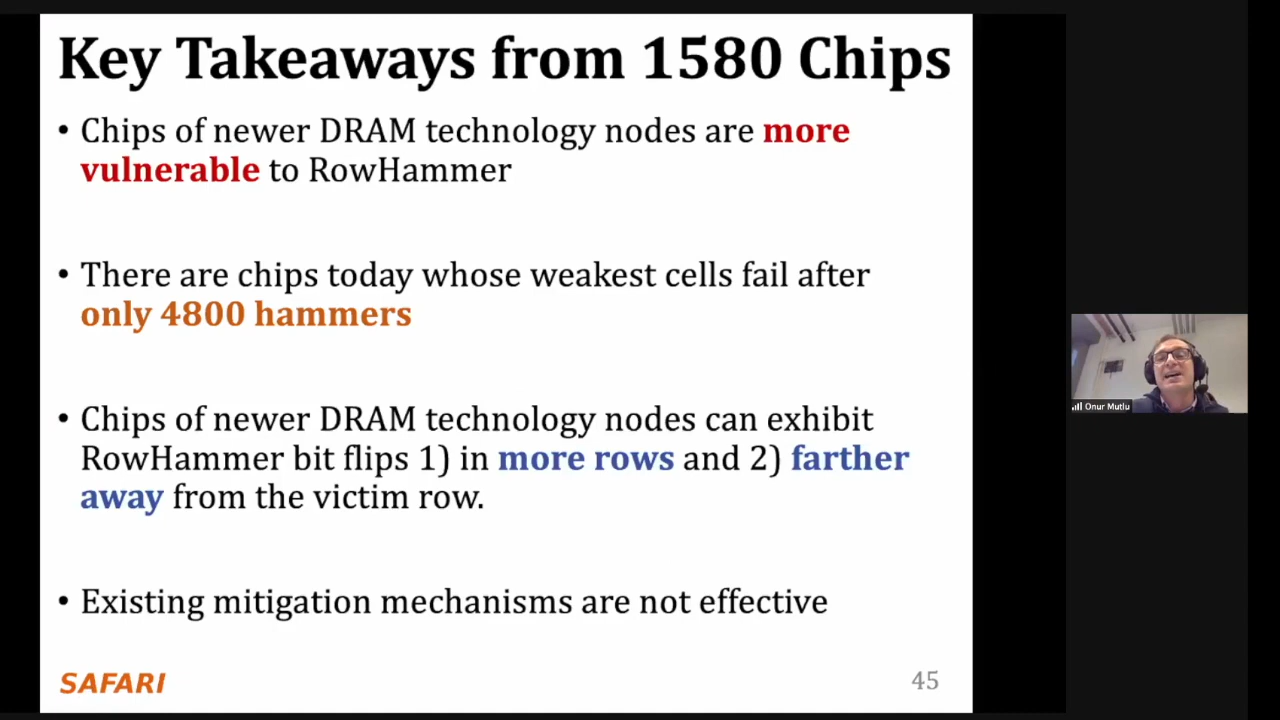 Key Takeaways from 1580 Chips
• Chips of newer DRAM technology nodes are more
vulnerable to RowHammer
• There are chips today whose weakest cells fail after
only 4800 hammers
• Chips of newer DRAM technology nodes can exhibit
RowHammer bit flips 1) in more rows and 2) farther
away from the victim row.
• Existing mitigation mechanisms are not effective
SAFARI
45
Onur Mutlu